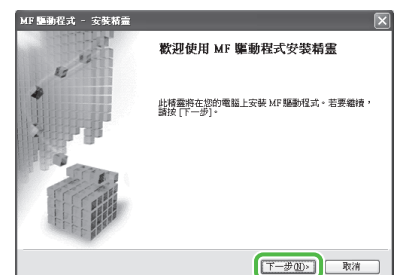 MF 驅動程式 - 安裝精靈
歡迎使用 MF 驅動程式安裝精靈
此精靈將在您的電腦上安裝 MF 驅動程式。若要繼續，
請按 [下一步]。
下一步(N)>
取消